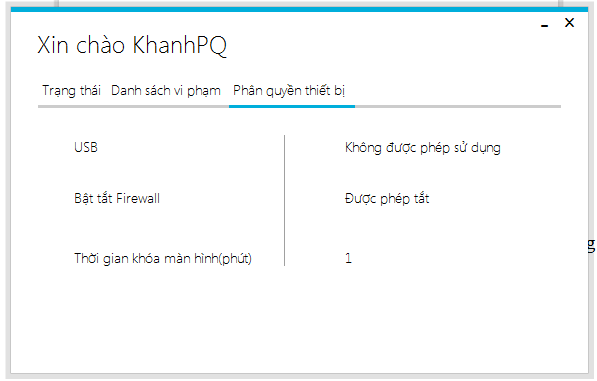 Xin chào KhanhPQ
Trạng thái Danh sách vi phạm Phân quyền thiết bị
USB Không được phép sử dụng
Bật tắt Firewall Được phép tắt
Thời gian khóa màn hình(phút) 1